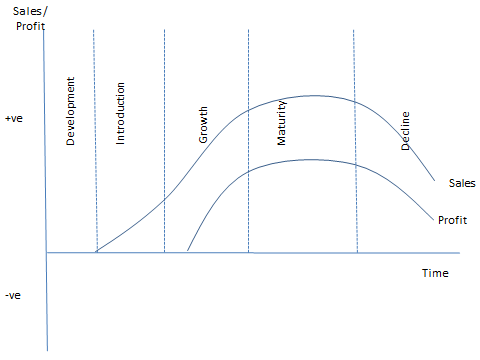 Sales/
Profit
Development
Introduction
Growth
Maturity
Decline
+ve
Sales
Profit
Time
-ve